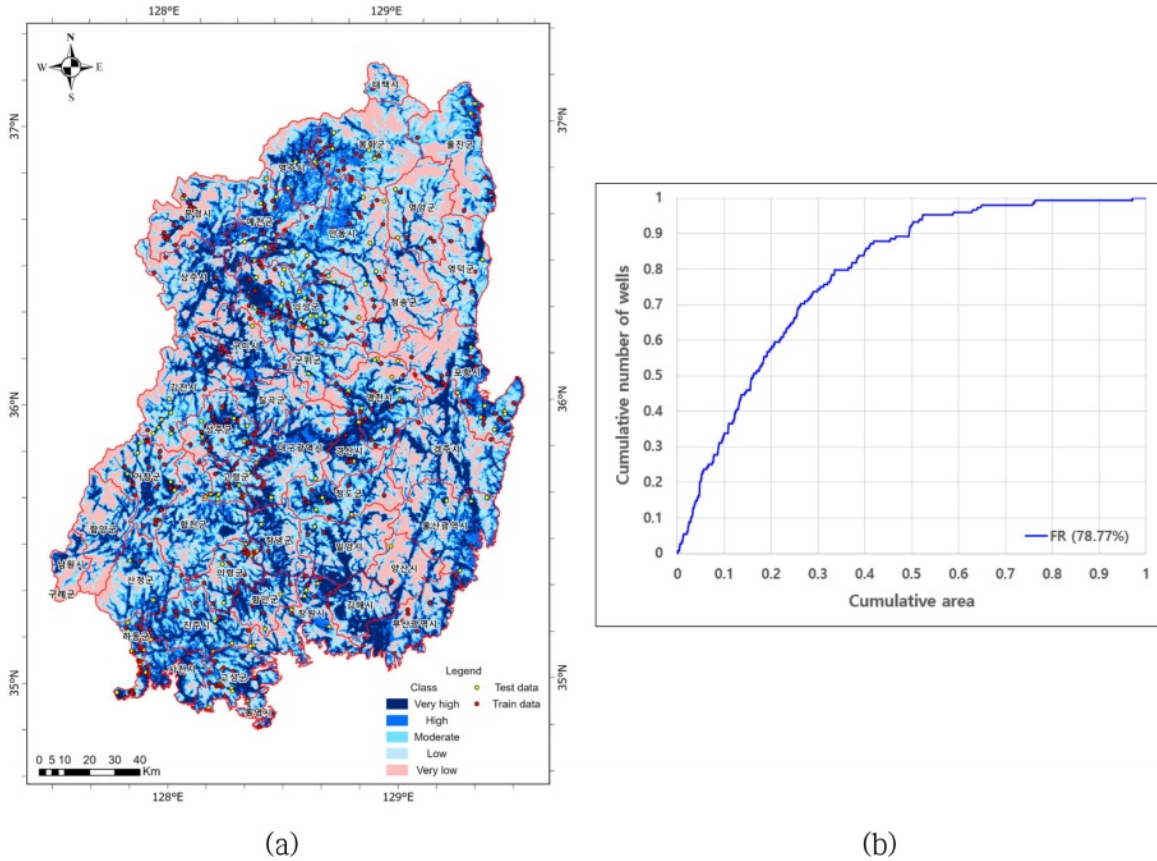 128°E 129°E
N
W E
S
37°N
36°N
35°N
37°N
36°N
35°N
태백시
봉화군
울진군
영주시
문경시
예천군
영양군
안동시
상주시
영덕군
의성군
청송군
구미시
군위군
포항시
김천시
칠곡군
영천시
성주군
대구광역시
경산시
경주시
거창군
고령군
청도군
함양군
합천군
울산광역시
창녕군
밀양시
남원시
산청군
의령군
양산시
구례군
함안군
김해시
창원시
진주시
부산광역시
하동군
사천시
고성군
통영시
Legend
Class Test data
Very high Train data
High
Moderate
Low
Very low
0 5 10 20 30 40
Km
128°E 129°E
(a)
1
0.9
0.8
0.7
0.6
0.5
0.4
0.3
0.2
0.1
0
Cumulative number of wells
FR (78.77%)
0 0.1 0.2 0.3 0.4 0.5 0.6 0.7 0.8 0.9 1
Cumulative area
(b)